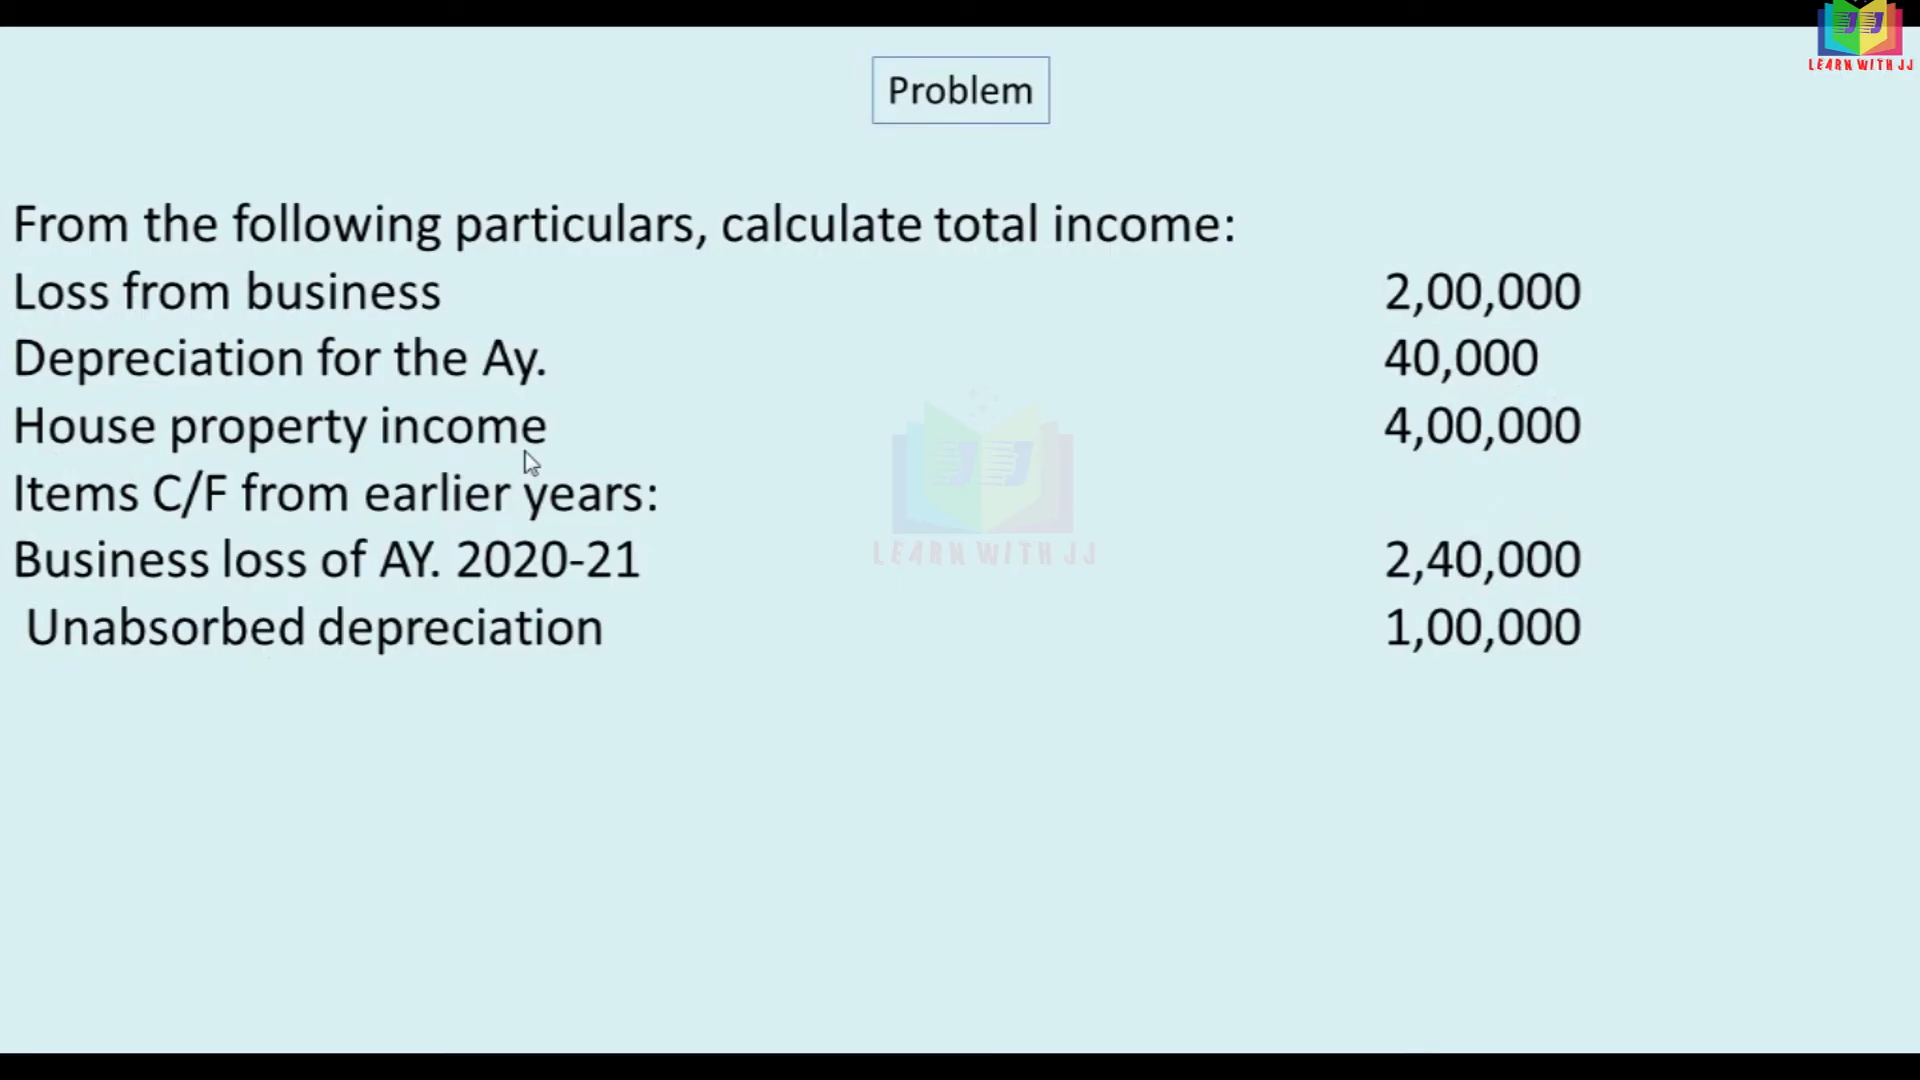 LEARN WITH JJ
Problem
From the following particulars, calculate total income:
Loss from business 2,00,000
Depreciation for the Ay. 40,000
House property income 4,00,000
Items C/F from earlier years:
Business loss of AY. 2020-21 2,40,000
Unabsorbed depreciation 1,00,000
JJ
LEARN WITH JJ